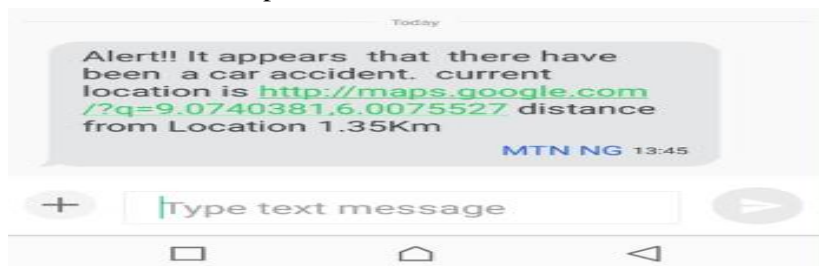 Today
Alert!! It appears that there have
been a car accident. current
location is http://maps.google.com
/?q=9.0740381,6.0075527 distance
from Location 1.35Km
MTN NG 13:45
Type text message